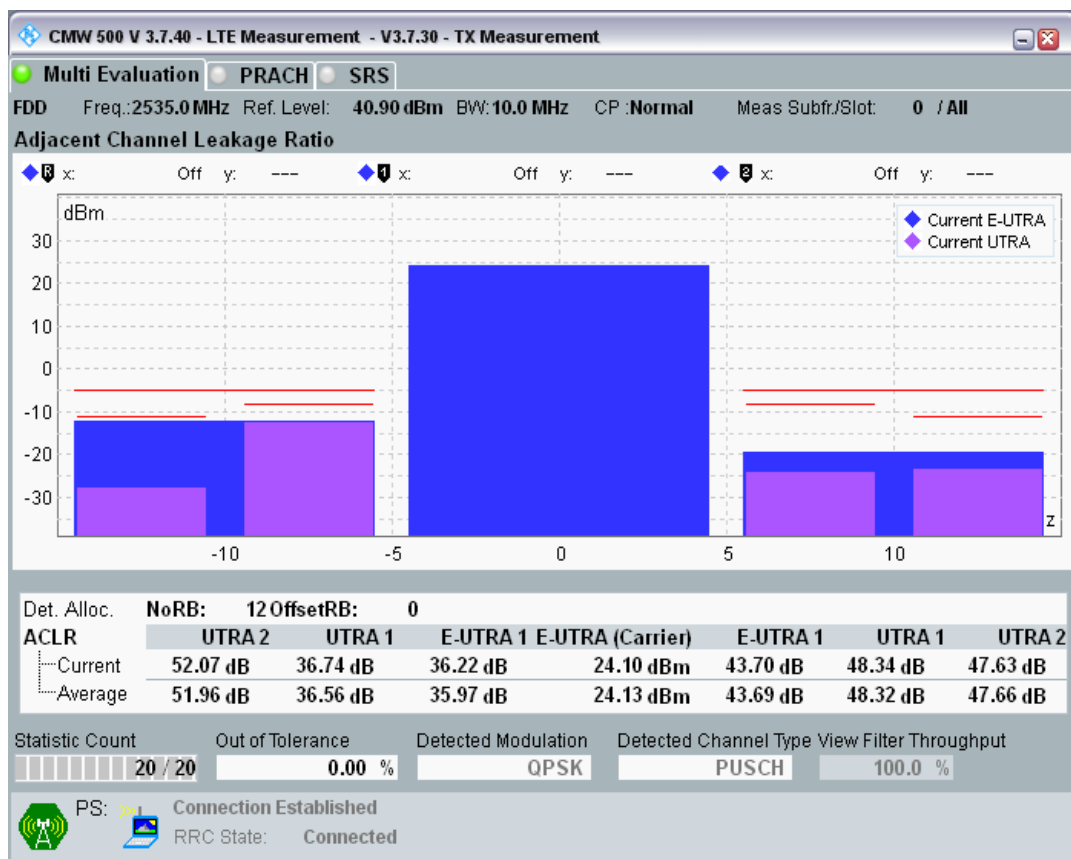 CMW 500 V 3.7.40 - LTE Measurement - V3.7.30 - TX Measurement
Multi Evaluation PRACH SRS
FDD Freq.:2535.0 MHz Ref. Level: 40.90 dBm BW:10.0 MHz CP :Normal Meas Subfr./Slot: 0 / All
Adjacent Channel Leakage Ratio
R x: Off y: --- 1 x: Off y: --- 2 x: Off y: ---
dBm
Current E-UTRA
Current UTRA
30
20
10
0
-10
-20
-30
z
-10 -5 0 5 10
Det. Alloc. NoRB: 12 OffsetRB: 0
ACLR UTRA 2 UTRA 1 E-UTRA 1 E-UTRA (Carrier) E-UTRA 1 UTRA 1 UTRA 2
Current 52.07 dB 36.74 dB 36.22 dB 24.10 dBm 43.70 dB 48.34 dB 47.63 dB
Average 51.96 dB 36.56 dB 35.97 dB 24.13 dBm 43.69 dB 48.32 dB 47.66 dB
Statistic Count Out of Tolerance Detected Modulation Detected Channel Type View Filter Throughput
20 / 20 0.00 % QPSK PUSCH 100.0 %
PS: Connection Established
RRC State: Connected